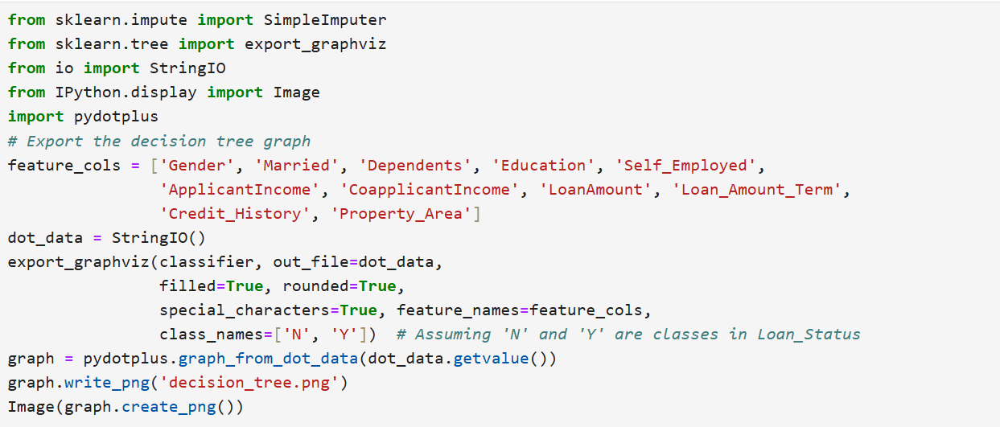 from sklearn.impute import SimpleImputer
from sklearn.tree import export_graphviz
from io import StringIO
from IPython.display import Image
import pydotplus
# Export the decision tree graph
feature_cols = ['Gender', 'Married', 'Dependents', 'Education', 'Self_Employed',
                'ApplicantIncome', 'CoapplicantIncome', 'LoanAmount', 'Loan_Amount_Term',
                'Credit_History', 'Property_Area']
dot_data = StringIO()
export_graphviz(classifier, out_file=dot_data,
                filled=True, rounded=True,
                special_characters=True, feature_names=feature_cols,
                class_names=['N', 'Y'])  # Assuming 'N' and 'Y' are classes in Loan_Status
graph = pydotplus.graph_from_dot_data(dot_data.getvalue())
graph.write_png('decision_tree.png')
Image(graph.create_png())